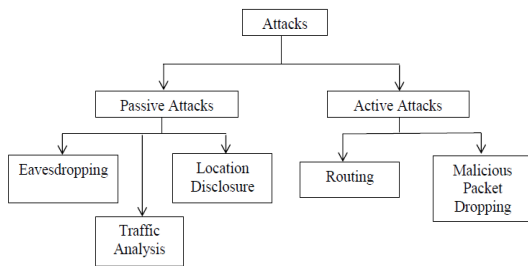 Attacks
Passive Attacks
Active Attacks
Eavesdropping
Location
Disclosure
Routing
Malicious
Packet
Dropping
Traffic
Analysis